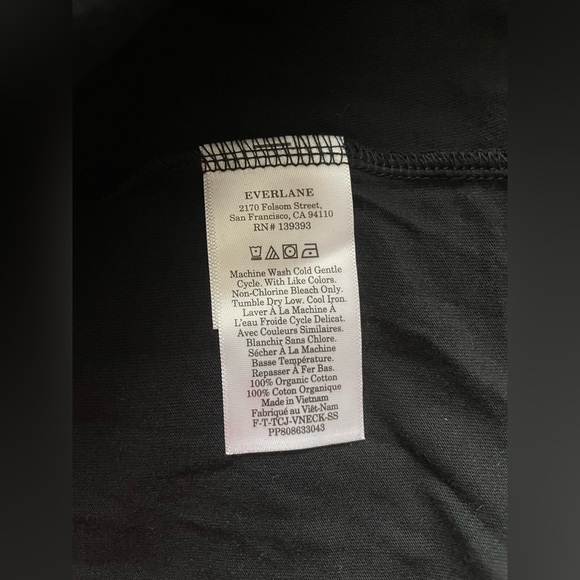 EVERLANE
2170 Folsom Street,
San Francisco, CA 94110
RN# 139393
Machine Wash Cold Gentle
Cycle. With Like Colors.
Non-Chlorine Bleach Only.
Tumble Dry Low. Cool Iron.
Laver À La Machine À
L'eau Froide Cycle Delicat.
Avec Couleurs Similaires.
Blanchir Sans Chlore.
Sécher À La Machine
Basse Température.
Repasser À Fer Bas.
100% Organic Cotton
100% Coton Organique
Made in Vietnam
Fabriqué au Viêt-Nam
F-T-TCJ-VNECK-SS
PP808633043